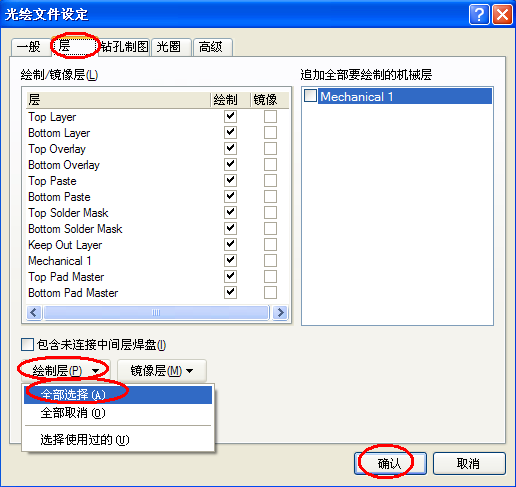 光绘文件设定
一般 层 钻孔制图 光圈 高级
绘制/镜像层(L)
追加全部要绘制的机械层
层 绘制 镜像
Mechanical 1
Top Layer
Bottom Layer
Top Overlay
Bottom Overlay
Top Paste
Bottom Paste
Top Solder Mask
Bottom Solder Mask
Keep Out Layer
Mechanical 1
Top Pad Master
Bottom Pad Master
包含未连接中间层焊盘(I)
绘制层(P) 镜像层(M)
全部选择(A)
全部取消(O)
选择使用过的(U)
确认 取消